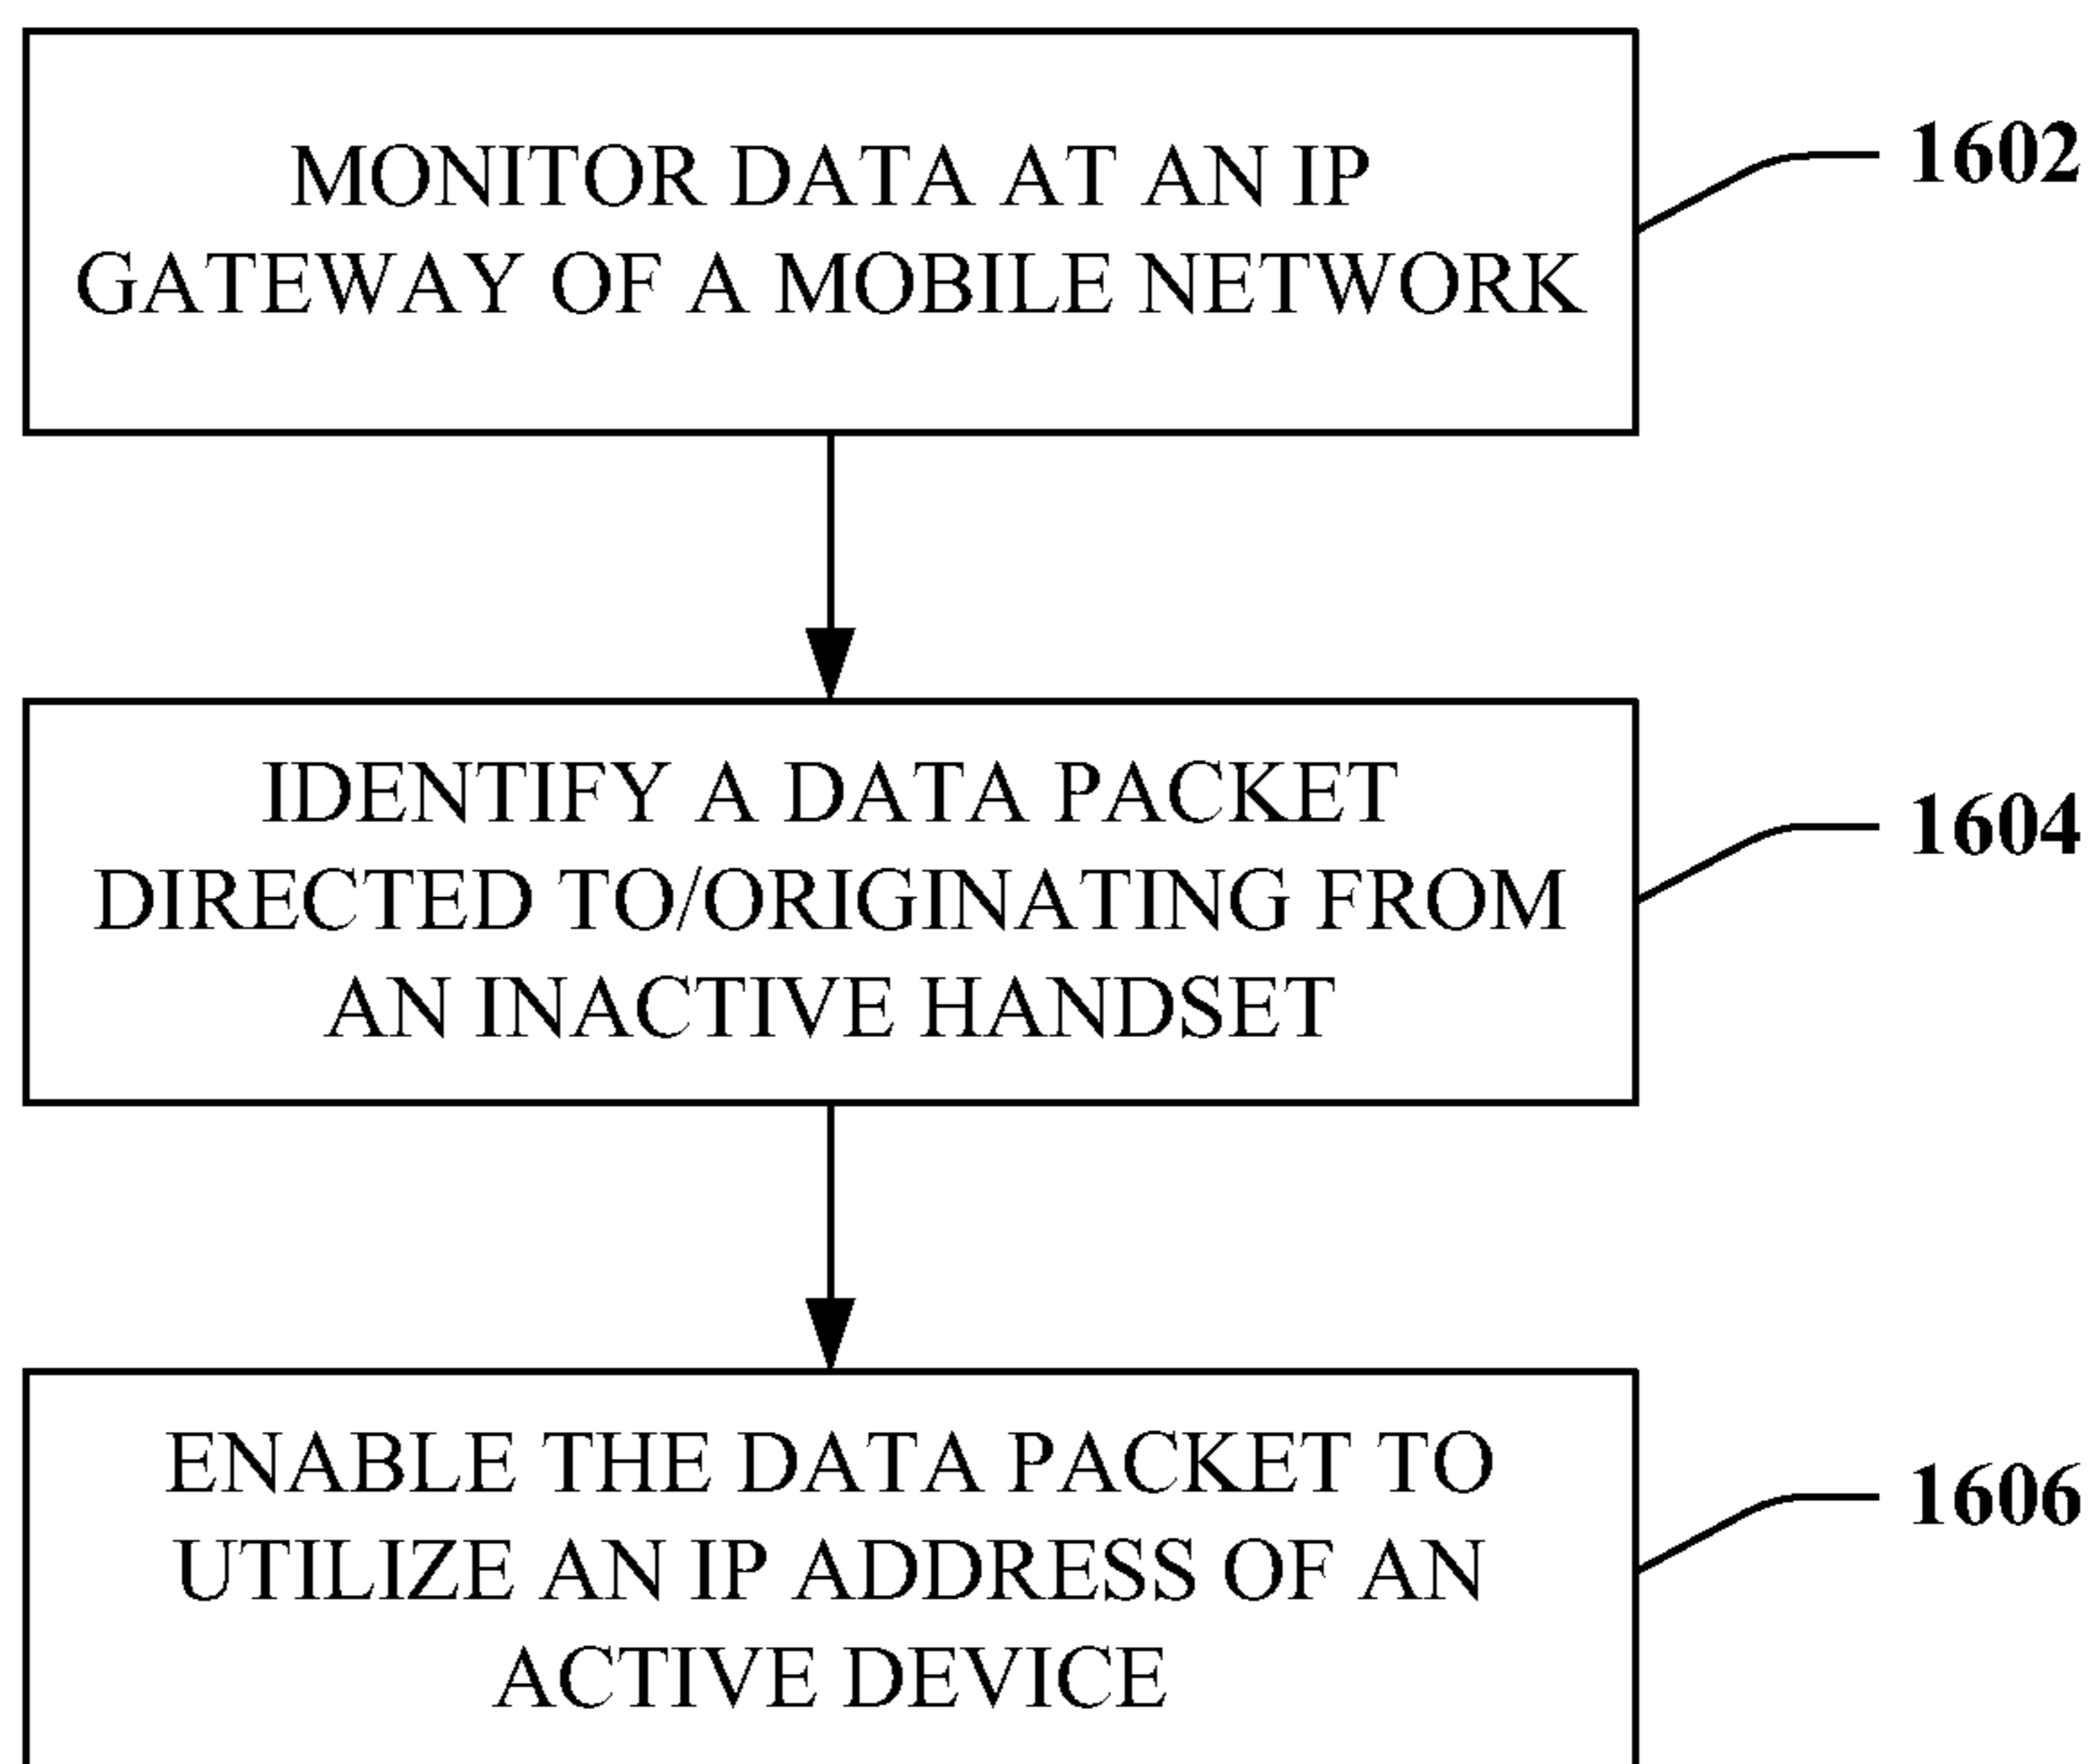 MONITOR DATA AT AN IP
GATEWAY OF A MOBILE NETWORK
1602
IDENTIFY A DATA PACKET
DIRECTED TO/ORIGINATING FROM
AN INACTIVE HANDSET
1604
ENABLE THE DATA PACKET TO
UTILIZE AN IP ADDRESS OF AN
ACTIVE DEVICE
1606